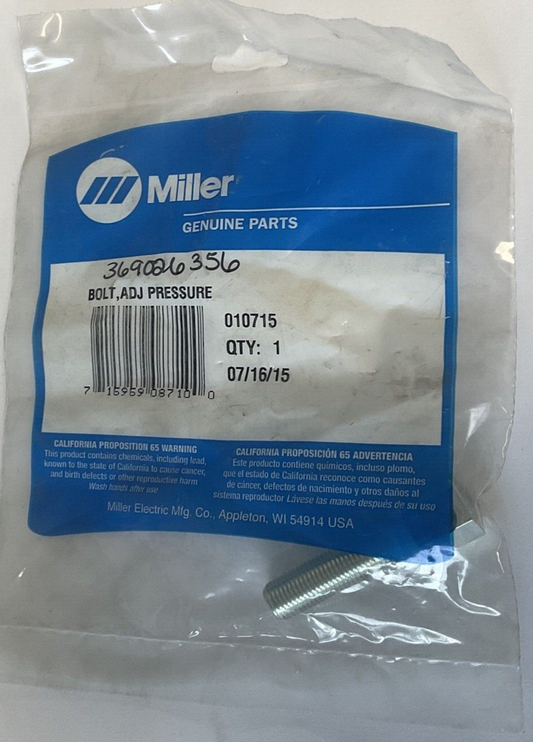 Miller
GENUINE PARTS
369026356
BOLT,ADJ PRESSURE
010715
QTY: 1
07/16/15
7 15959 08710 0
CALIFORNIA PROPOSITION 65 WARNING
This product contains chemicals, including lead,
known to the state of California to cause cancer,
and birth defects or other reproductive harm
Wash hands after use
CALIFORNIA PROPOSICIÓN 65 ADVERTENCIA
Este producto contiene químicos, incluso plomo,
que el estado de California reconoce como causantes
de cáncer, defectos de nacimiento y otros daños al
sistema reproductor Lávese las manos después de su uso
Miller Electric Mfg. Co., Appleton, WI 54914 USA